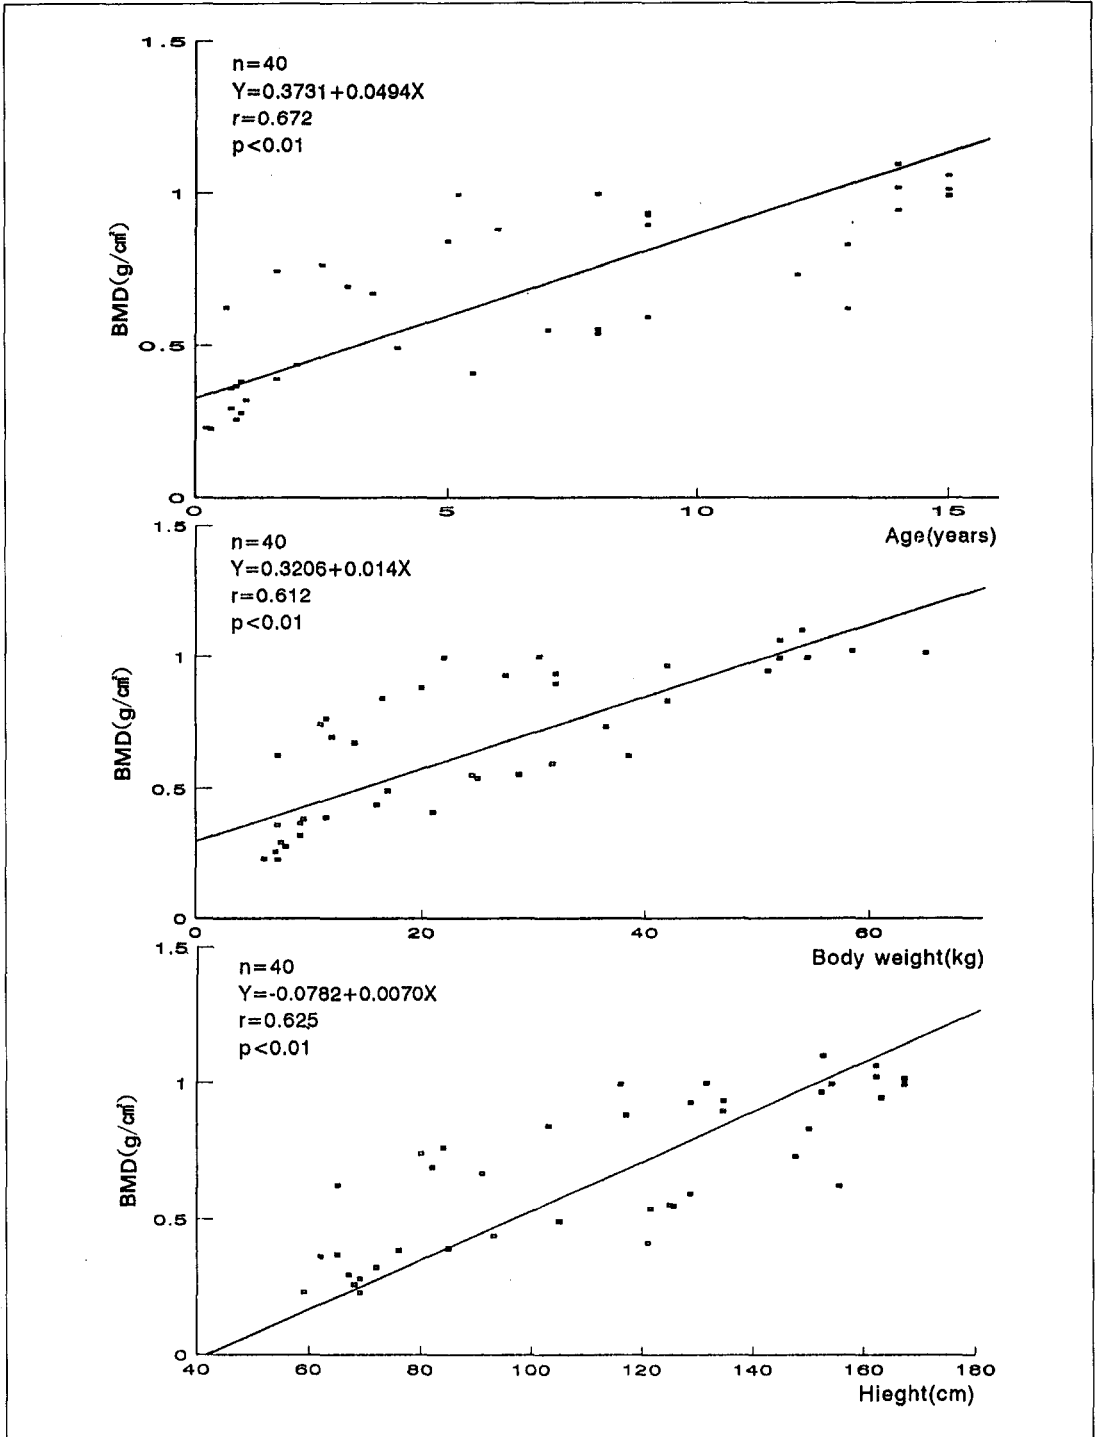 1.5
n=40
Y=0.3731+0.0494X
r=0.672
p<0.01
1
BMD(g/㎠)
0.5
0
0 5 10 15
Age(years)
1.5
n=40
Y=0.3206+0.014X
r=0.612
p<0.01
1
BMD(g/㎠)
0.5
0
0 20 40 60
Body weight(kg)
1.5
n=40
Y=-0.0782+0.0070X
r=0.625
p<0.01
1
BMD(g/㎠)
0.5
0
40 60 80 100 120 140 160 180
Hieght(cm)